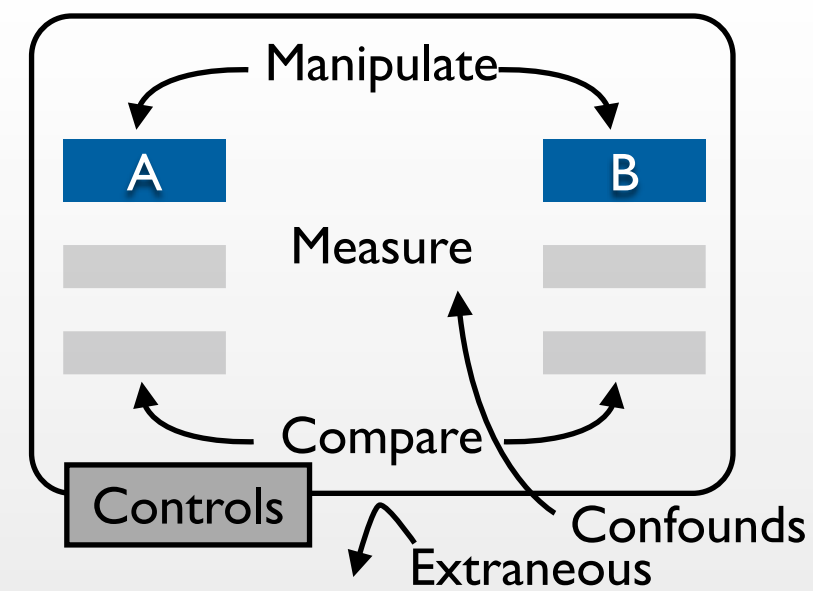 Manipulate
A
B
Measure
Compare
Controls
Confounds
Extraneous